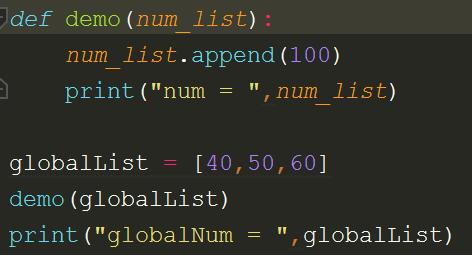 def demo(num_list):
    num_list.append(100)
    print("num = ",num_list)
globalList = [40,50,60]
demo(globalList)
print("globalNum = ",globalList)